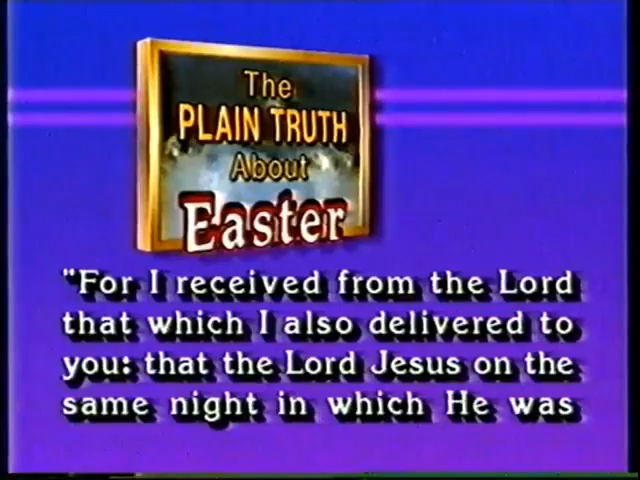 The
PLAIN TRUTH
About
Easter
"For I received from the Lord
that which I also delivered to
you: that the Lord Jesus on the
same night in which He was